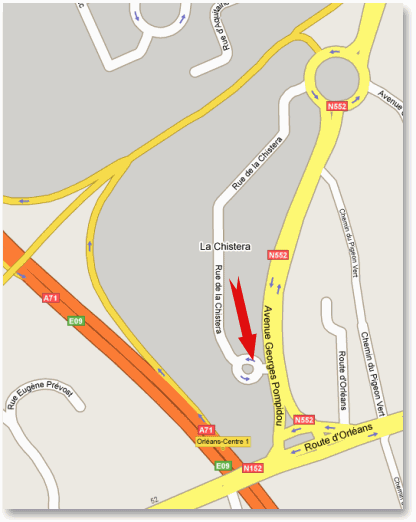 Rue d'Aquitaine
N552
N552
Avenue
Rue de la Chistera
Chemin du Pigeon Vert
La Chistera
N552
Rue de la Chistera
A71
E09
Avenue Georges Pompidou
Route d'Orléans
Chemin du Pigeon Vert
Rue Eugène Prévost
N552
A71
Orléans-Centre 1
Route d'Orléans
E09
N152
52
Chemin